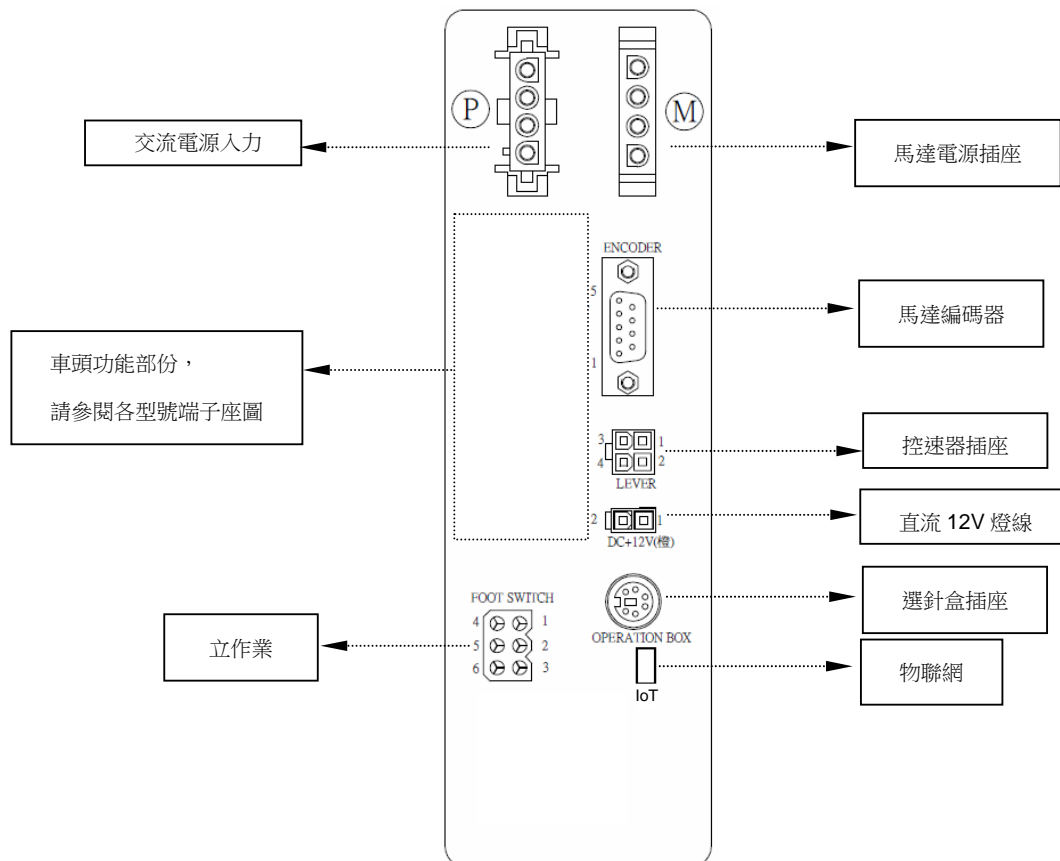 P
M
交流電源入力
馬達電源插座
ENCODER
5
1
馬達編碼器
車頭功能部份，
請參閱各型號端子座圖
3 1
4 2
LEVER
控速器插座
2 1
DC+12V(橙)
直流 12V 燈線
FOOT SWITCH
4 1
5 2
6 3
立作業
OPERATION BOX
選針盒插座
IoT
物聯網